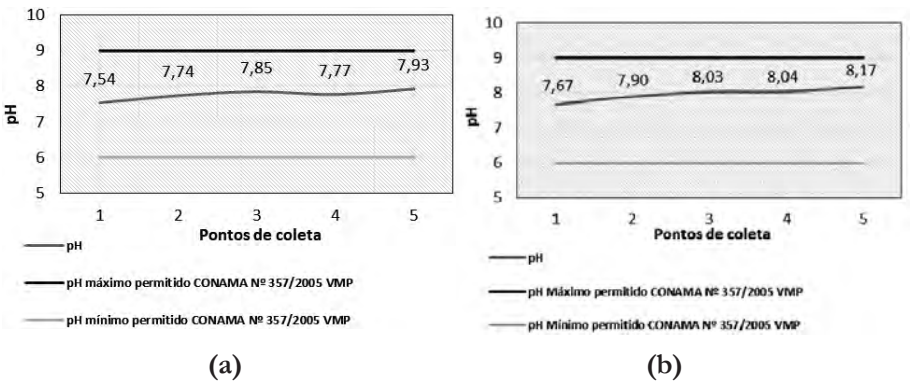 10
9
8
7
6
5
pH
7,54
7,74
7,85
7,77
7,93
1 2 3 4 5
Pontos de coleta
pH
pH máximo permitido CONAMA Nº 357/2005 VMP
pH mínimo permitido CONAMA Nº 357/2005 VMP
(a)
10
9
8
7
6
5
pH
7,67
7,90
8,03
8,04
8,17
1 2 3 4 5
Pontos de coleta
pH
pH Máximo permitido CONAMA Nº 357/2005 VMP
pH Mínimo permitido CONAMA Nº 357/2005 VMP
(b)